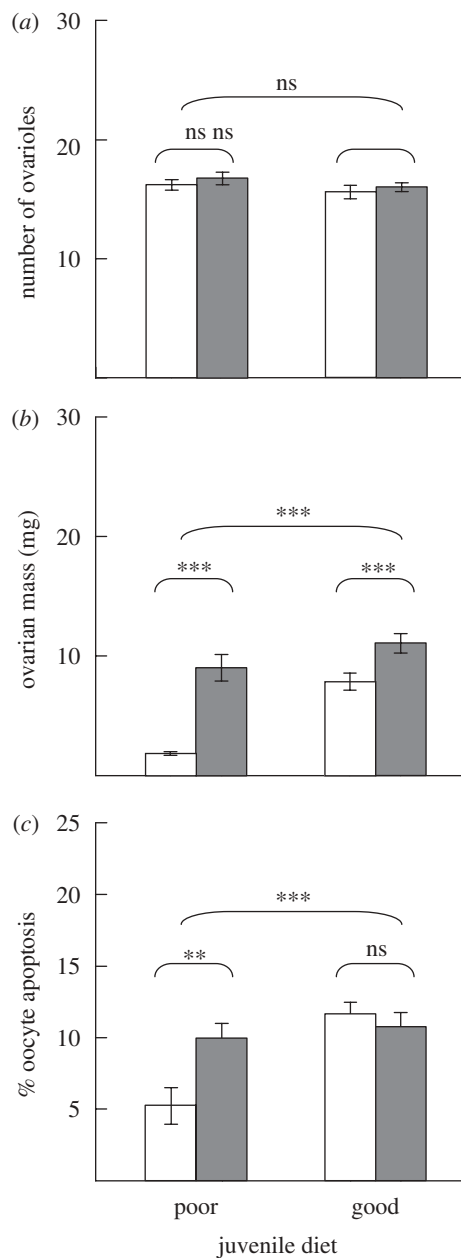 (a)
30
20
10
number of ovarioles
ns
ns ns
(b)
30
20
10
ovarian mass (mg)
***
***
***
(c)
25
20
15
10
5
% oocyte apoptosis
***
**
ns
poor
good
juvenile diet